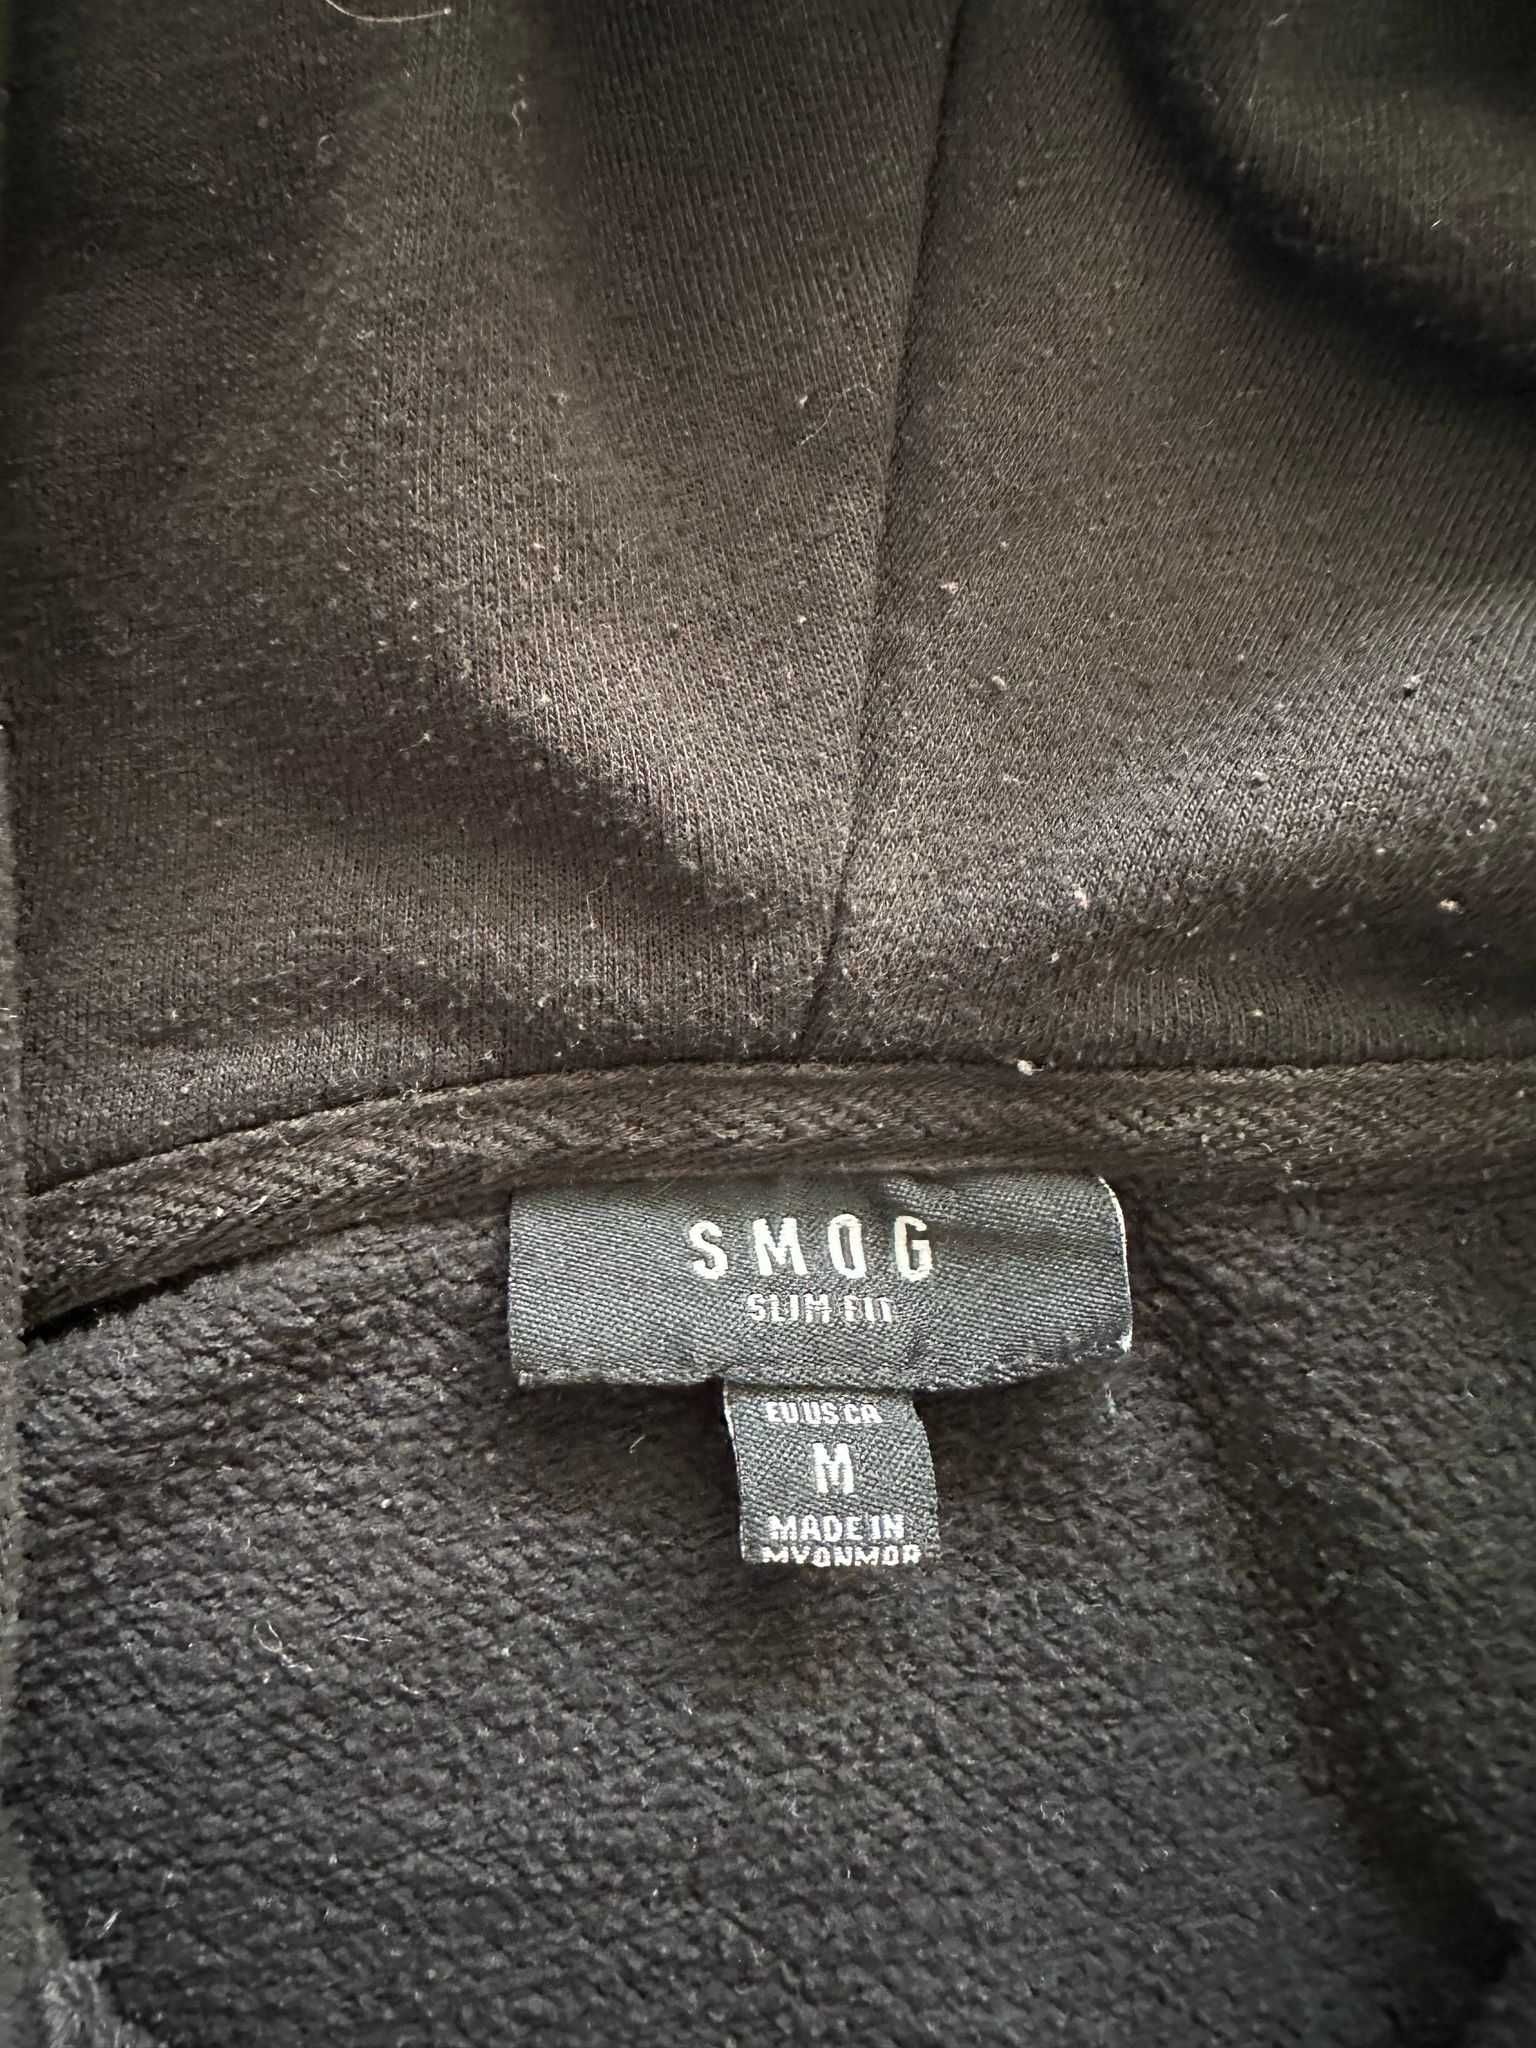 SMOG
SLIM FIT
EU US CA
M
MADE IN
MYANMAR